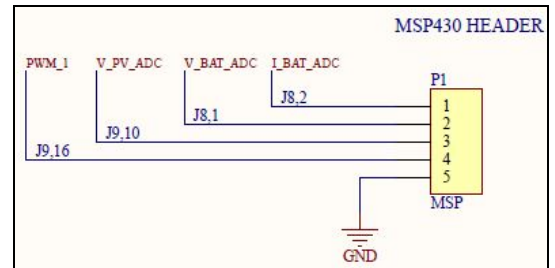 MSP430 HEADER
PWM_1 V_PV_ADC V_BAT_ADC I_BAT_ADC
P1
J8,2
1
J8,1
2
J9,10
3
J9,16
4
5
MSP
GND